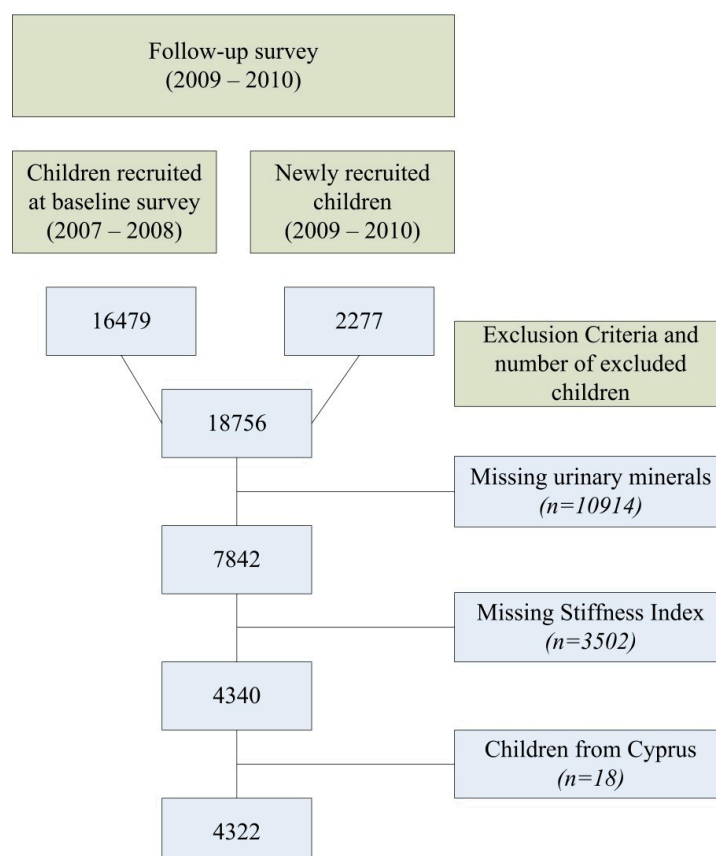 Follow-up survey
(2009 – 2010)
Children recruited
at baseline survey
(2007 – 2008)
Newly recruited
children
(2009 – 2010)
16479
2277
Exclusion Criteria and
number of excluded
children
18756
Missing urinary minerals
(n=10914)
7842
Missing Stiffness Index
(n=3502)
4340
Children from Cyprus
(n=18)
4322